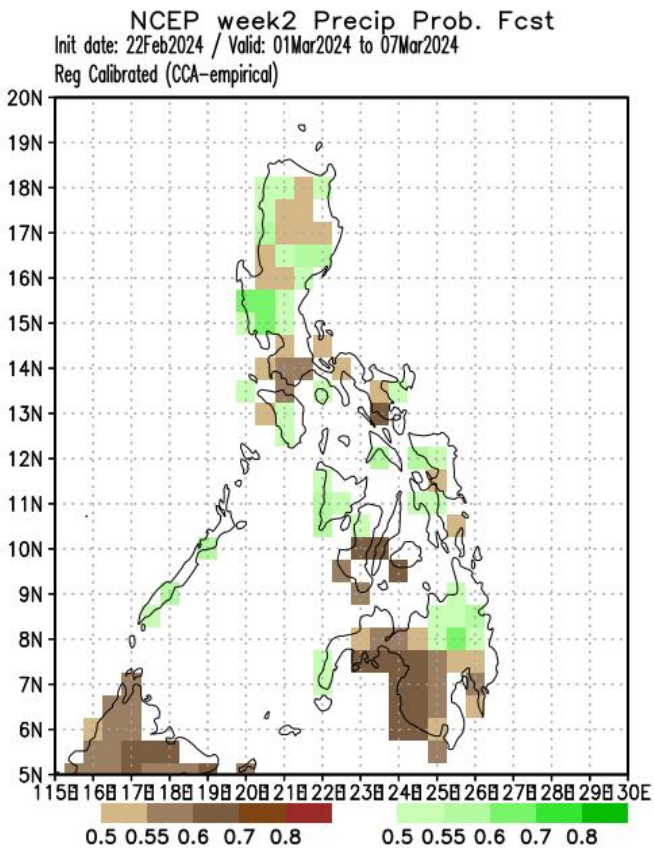 NCEP week2 Precip Prob. Fcst
Init date: 22Feb2024 / Valid: 01Mar2024 to 07Mar2024
Reg Calibrated (CCA-empirical)
20N
19N
18N
17N
16N
15N
14N
13N
12N
11N
10N
9N
8N
7N
6N
5N
115E 116E 117E 118E 119E 120E 121E 122E 123E 124E 125E 126E 127E 128E 129E 130E
0.5 0.55 0.6 0.7 0.8 0.5 0.55 0.6 0.7 0.8